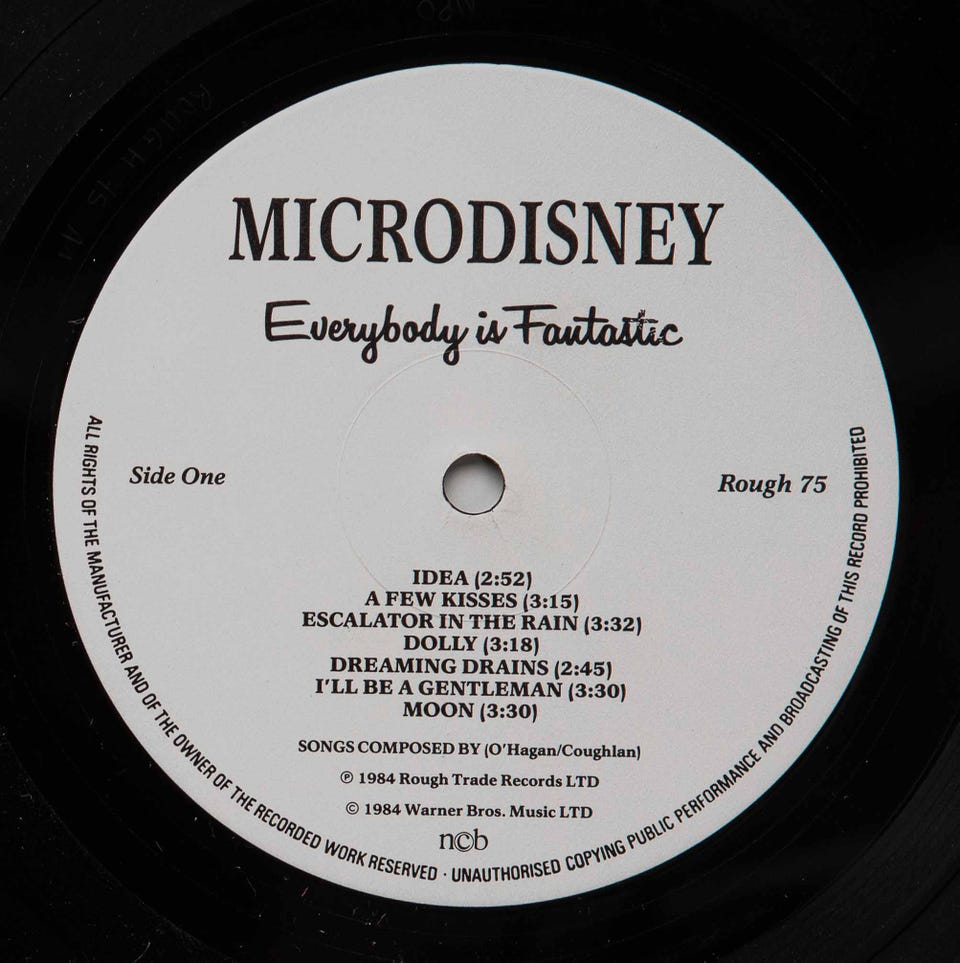 MICRODISNEY
Everybody is Fantastic
Side One
Rough 75
IDEA (2:52)
A FEW KISSES (3:15)
ESCALATOR IN THE RAIN (3:32)
DOLLY (3:18)
DREAMING DRAINS (2:45)
I'LL BE A GENTLEMAN (3:30)
MOON (3:30)
SONGS COMPOSED BY (O'Hagan/Coughlan)
℗ 1984 Rough Trade Records LTD
© 1984 Warner Bros. Music LTD
ncb
ALL RIGHTS OF THE MANUFACTURER AND OF THE OWNER OF THE RECORDED WORK RESERVED · UNAUTHORISED COPYING PUBLIC PERFORMANCE AND BROADCASTING OF THIS RECORD PROHIBITED
ROUGH 75 A1